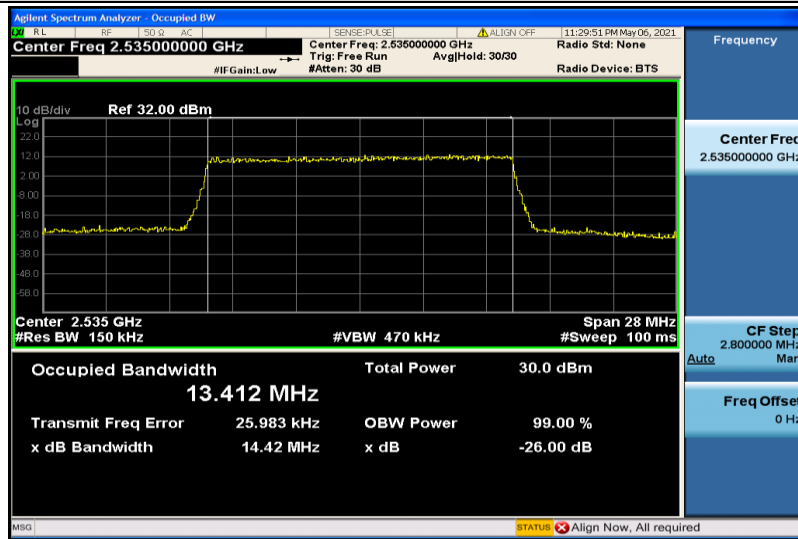 Agilent Spectrum Analyzer - Occupied BW
LXI RL RF 50 Ω AC SENSE:PULSE ALIGN OFF 11:29:51 PM May 06, 2021
Center Freq 2.535000000 GHz
Center Freq: 2.535000000 GHz
Radio Std: None
Trig: Free Run Avg|Hold: 30/30
#IFGain:Low #Atten: 30 dB Radio Device: BTS
Frequency
10 dB/div Ref 32.00 dBm
Log
22.0
12.0
2.00
-8.00
-18.0
-28.0
-38.0
-48.0
-58.0
Center Freq
2.535000000 GHz
Center 2.535 GHz Span 28 MHz
#Res BW 150 kHz #VBW 470 kHz #Sweep 100 ms
CF Step
2.800000 MHz
Auto Man
Occupied Bandwidth Total Power 30.0 dBm
13.412 MHz
Transmit Freq Error 25.983 kHz OBW Power 99.00 %
x dB Bandwidth 14.42 MHz x dB -26.00 dB
Freq Offset
0 Hz
MSG STATUS Align Now, All required